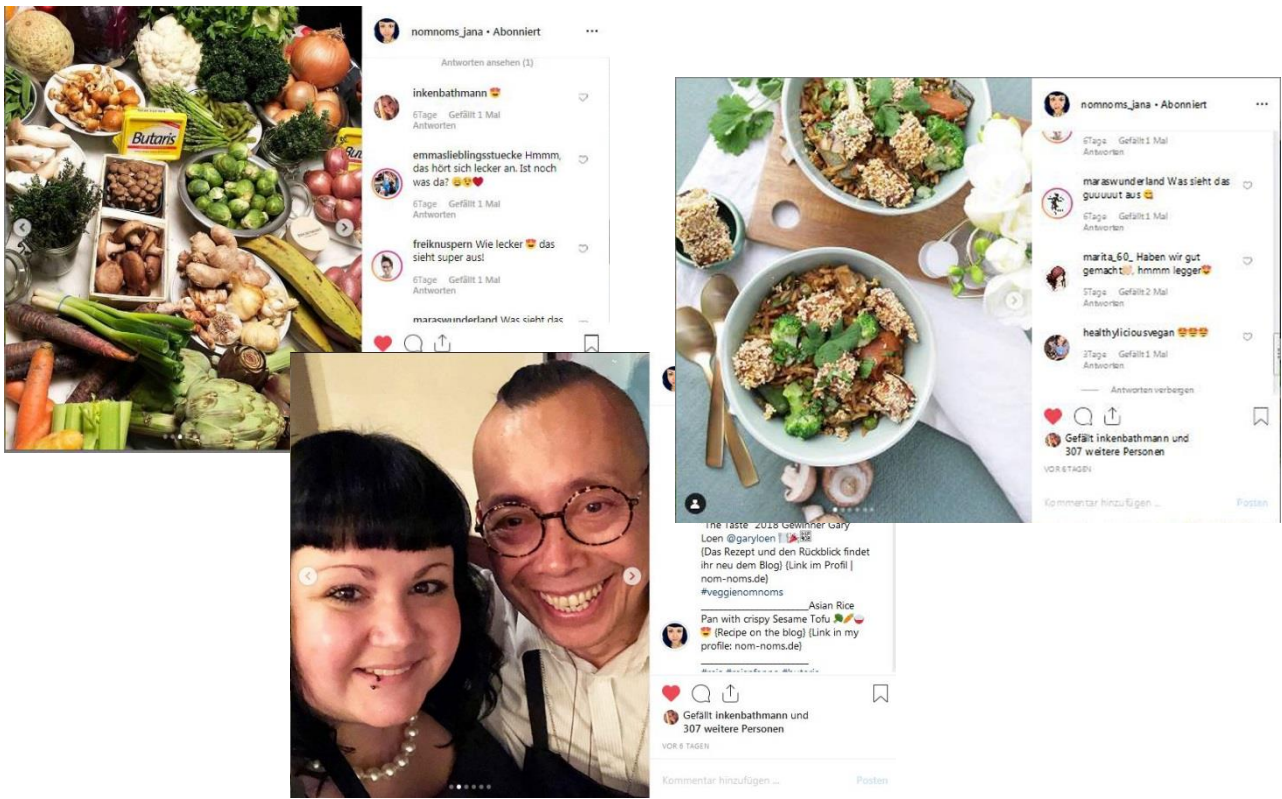 nomnoms_jana • Abonniert
Antworten ansehen (1)
inkenbathmann 😍
6Tage Gefällt 1 Mal
Antworten
emmaslieblingsstuecke Hmmm,
das hört sich lecker an. Ist noch
was da? 😄😍❤️
6Tage Gefällt 1 Mal
Antworten
freiknuspern Wie lecker 😍 das
sieht super aus!
6Tage Gefällt 1 Mal
Antworten
maraswunderland Was sieht das
Butaris
nomnoms_jana • Abonniert
6Tage Gefällt 1 Mal
Antworten
maraswunderland Was sieht das
guuuuut aus 😋
6Tage Gefällt 1 Mal
Antworten
marita_60_ Haben wir gut
gemacht👏🏻, hmmm legger😍
5Tage Gefällt 2 Mal
Antworten
healthyliciousvegan 😍😍😍
3Tage Gefällt 1 Mal
Antworten
Antworten verbergen
Gefällt inkenbathmann und
307 weitere Personen
VOR 6 TAGEN
Kommentar hinzufügen ... Posten
"The Taste" 2018 Gewinner Gary
Loen @garyloen 🍽🎉
{Das Rezept und den Rückblick findet
ihr neu dem Blog} {Link im Profil |
nom-noms.de}
#veggienomnoms
______________________Asian Rice
Pan with crispy Sesame Tofu 🥦🥕🍚
😍 {Recipe on the blog} {Link in my
profile: nom-noms.de}
______________________
#reis #reispfanne #butaris
Gefällt inkenbathmann und
307 weitere Personen
VOR 6 TAGEN
Kommentar hinzufügen ... Posten